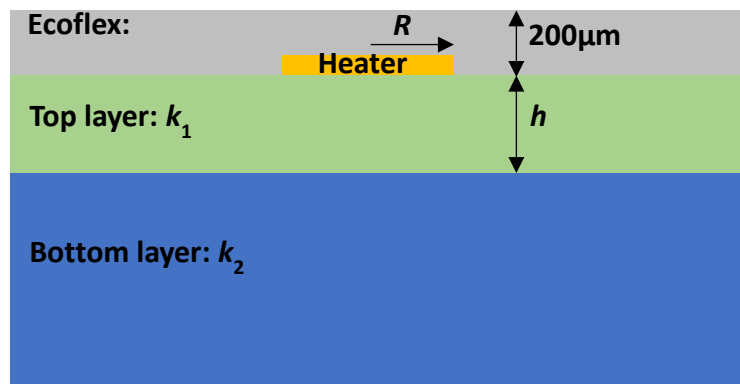 Ecoflex:
R
200μm
Heater
Top layer: k₁
h
Bottom layer: k₂